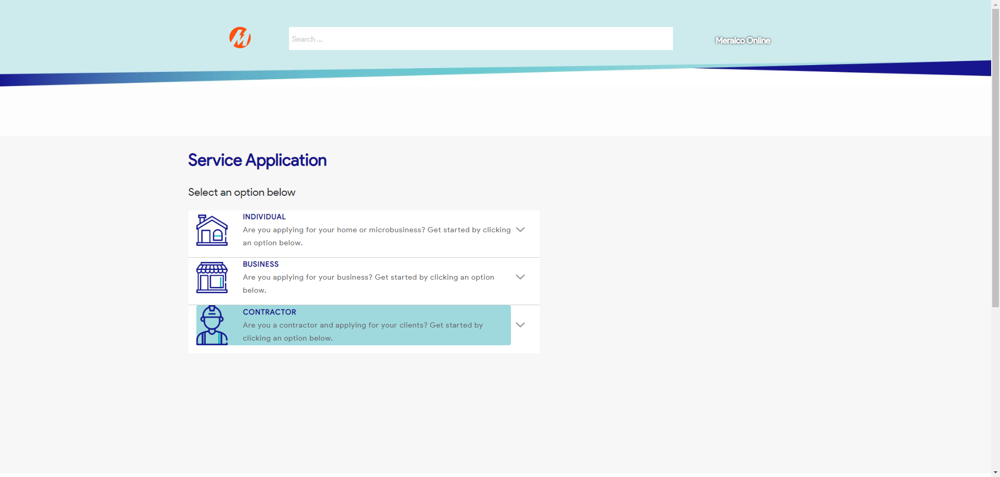 Search ...
Meralco Online
Service Application
Select an option below
INDIVIDUAL
Are you applying for your home or microbusiness? Get started by clicking
an option below.
BUSINESS
Are you applying for your business? Get started by clicking an option
below.
CONTRACTOR
Are you a contractor and applying for your clients? Get started by
clicking an option below.